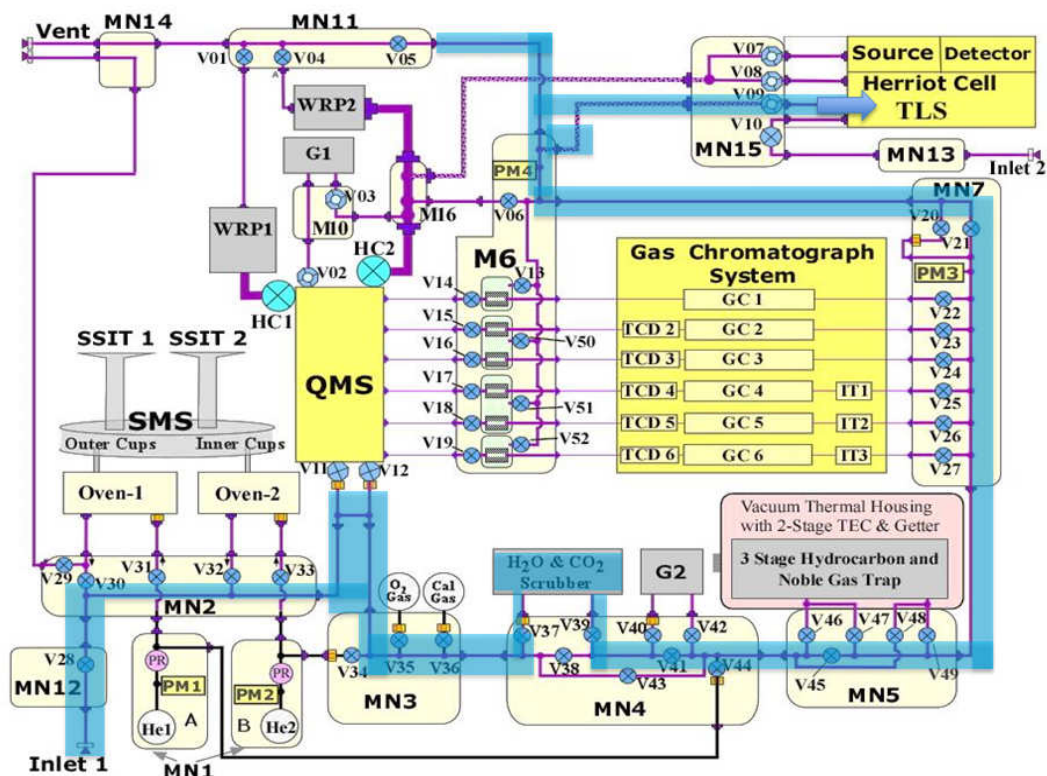 Vent
MN14
MN11
V01
V04
A
V05
WRP2
G1
V03
M10
M16
WRP1
V02
HC2
HC1
PM4
V06
M6
V13
V14
V15
V16
V17
V18
V19
V50
V51
V52
V07
V08
V09
V10
MN15
Source
Detector
Herriot Cell
TLS
MN13
Inlet 2
MN7
V20
V21
PM3
V22
V23
V24
V25
V26
V27
Gas Chromatograph
System
GC 1
TCD 2
GC 2
TCD 3
GC 3
TCD 4
GC 4
IT1
TCD 5
GC 5
IT2
TCD 6
GC 6
IT3
SSIT 1
SSIT 2
SMS
Outer Cups
Inner Cups
QMS
V11
V12
Oven-1
Oven-2
V29
V30
V31
V32
V33
MN2
V28
MN12
Inlet 1
PR
PM1
He1
A
PR
PM2
He2
B
MN1
O2
Gas
Cal
Gas
V34
V35
V36
MN3
H2O & CO2
Scrubber
G2
V37
V39
V40
V42
V38
V41
V43
V44
MN4
Vacuum Thermal Housing
with 2-Stage TEC & Getter
3 Stage Hydrocarbon and
Noble Gas Trap
V46
V47
V48
V45
V49
MN5